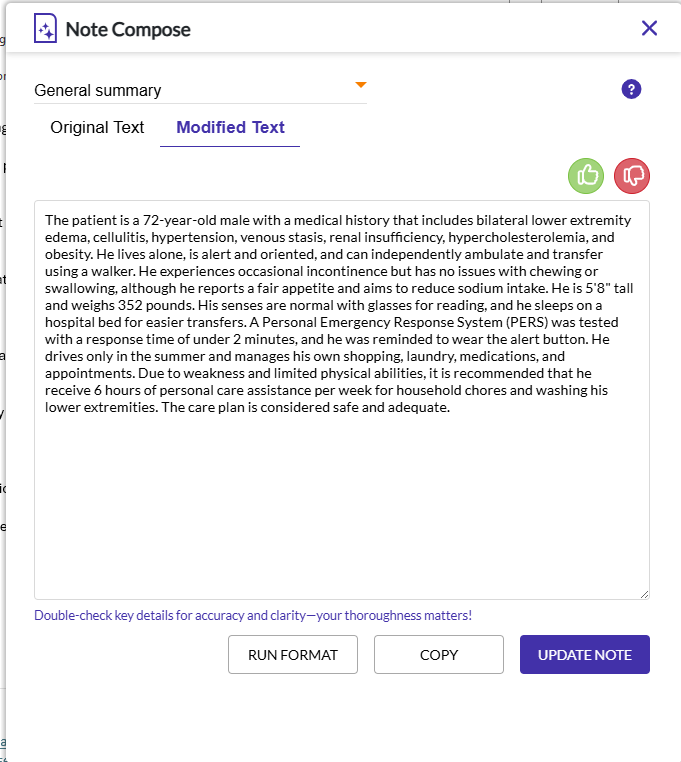 Note Compose
General summary
?
Original Text
Modified Text
The patient is a 72-year-old male with a medical history that includes bilateral lower extremity
edema, cellulitis, hypertension, venous stasis, renal insufficiency, hypercholesterolemia, and
obesity. He lives alone, is alert and oriented, and can independently ambulate and transfer
using a walker. He experiences occasional incontinence but has no issues with chewing or
swallowing, although he reports a fair appetite and aims to reduce sodium intake. He is 5'8" tall
and weighs 352 pounds. His senses are normal with glasses for reading, and he sleeps on a
hospital bed for easier transfers. A Personal Emergency Response System (PERS) was tested
with a response time of under 2 minutes, and he was reminded to wear the alert button. He
drives only in the summer and manages his own shopping, laundry, medications, and
appointments. Due to weakness and limited physical abilities, it is recommended that he
receive 6 hours of personal care assistance per week for household chores and washing his
lower extremities. The care plan is considered safe and adequate.
Double-check key details for accuracy and clarity—your thoroughness matters!
RUN FORMAT
COPY
UPDATE NOTE